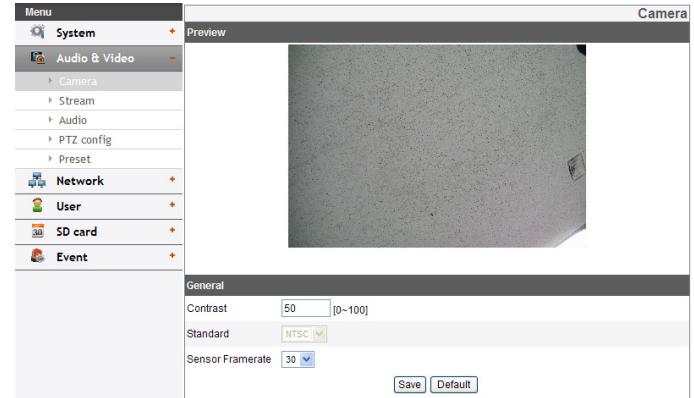 Menu
System +
Audio & Video -
Camera
Stream
Audio
PTZ config
Preset
Network +
User +
30 SD card +
Event +
Camera
Preview
General
Contrast 50 [0~100]
Standard NTSC
Sensor Framerate 30
Save Default